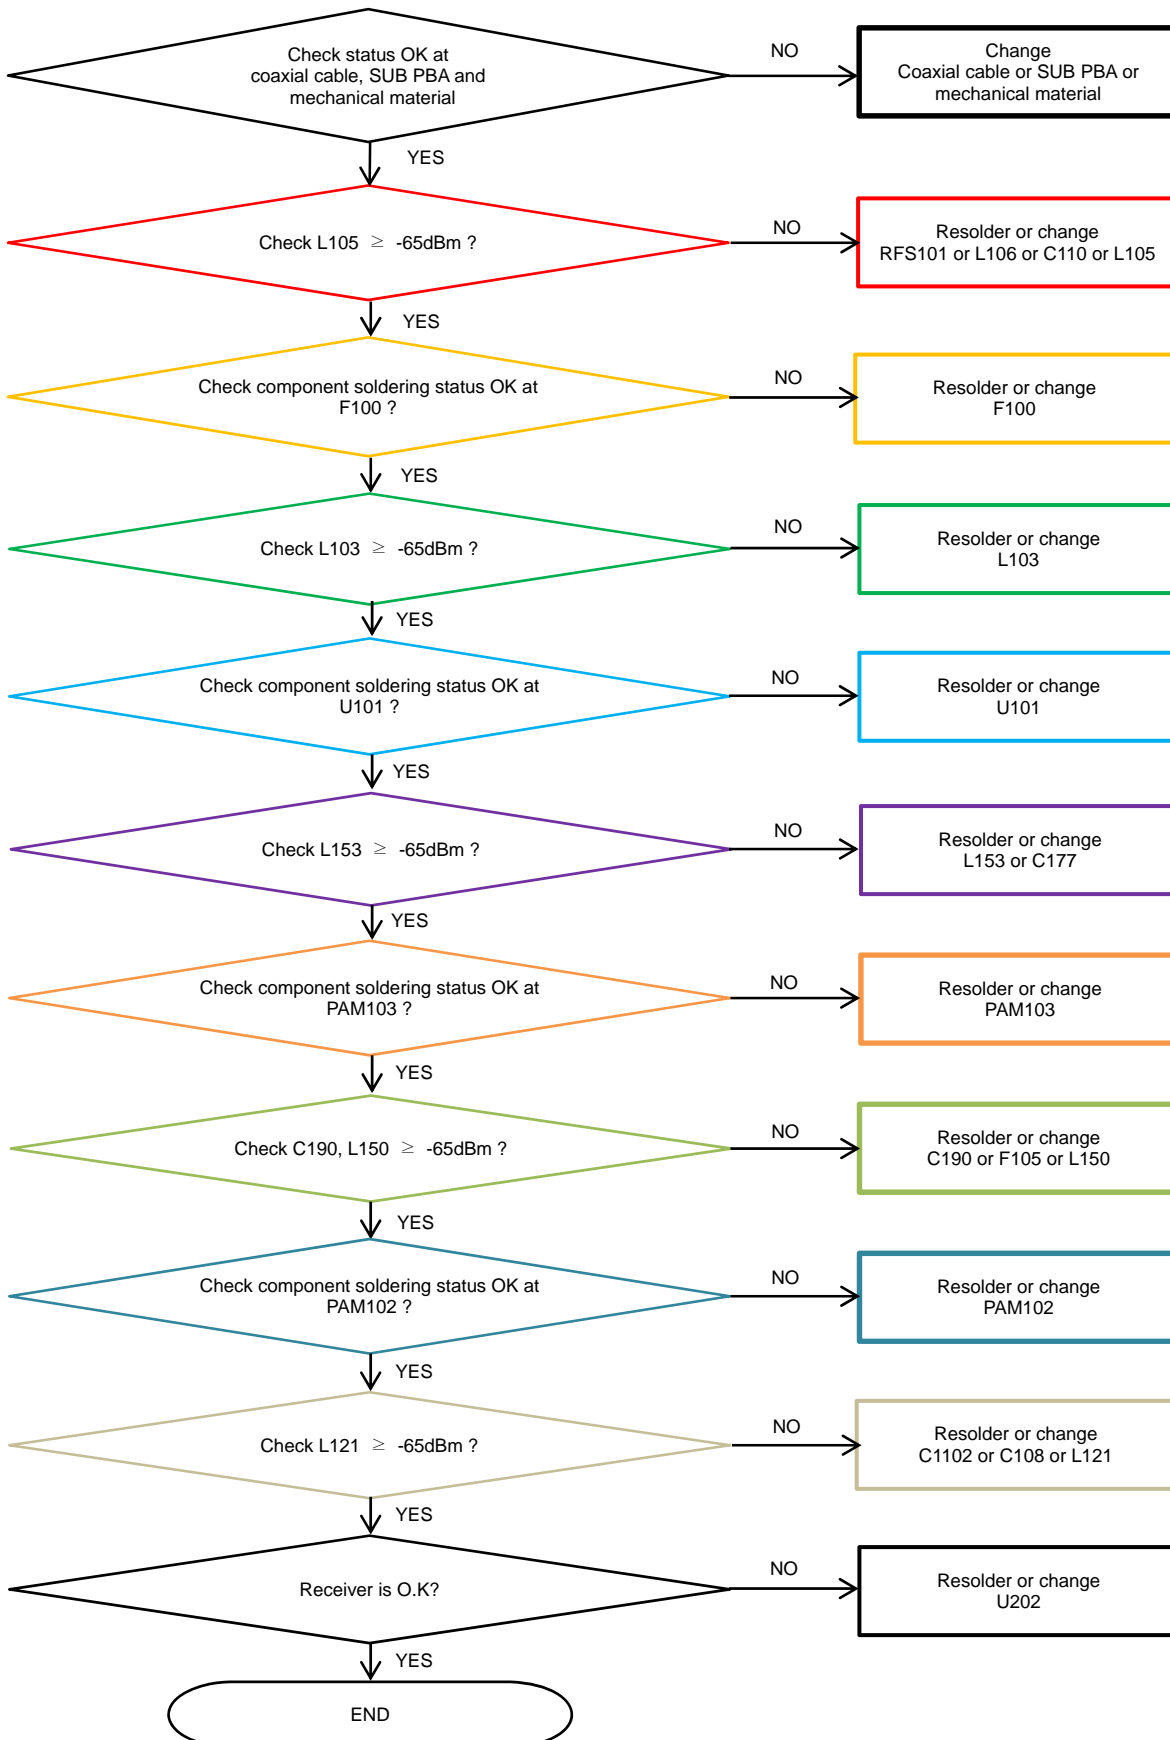 Check status OK at
coaxial cable, SUB PBA and
mechanical material
NO
Change
Coaxial cable or SUB PBA or
mechanical material
YES
Check L105 ≥ -65dBm ?
NO
Resolder or change
RFS101 or L106 or C110 or L105
YES
Check component soldering status OK at
F100 ?
NO
Resolder or change
F100
YES
Check L103 ≥ -65dBm ?
NO
Resolder or change
L103
YES
Check component soldering status OK at
U101 ?
NO
Resolder or change
U101
YES
Check L153 ≥ -65dBm ?
NO
Resolder or change
L153 or C177
YES
Check component soldering status OK at
PAM103 ?
NO
Resolder or change
PAM103
YES
Check C190, L150 ≥ -65dBm ?
NO
Resolder or change
C190 or F105 or L150
YES
Check component soldering status OK at
PAM102 ?
NO
Resolder or change
PAM102
YES
Check L121 ≥ -65dBm ?
NO
Resolder or change
C1102 or C108 or L121
YES
Receiver is O.K?
NO
Resolder or change
U202
YES
END